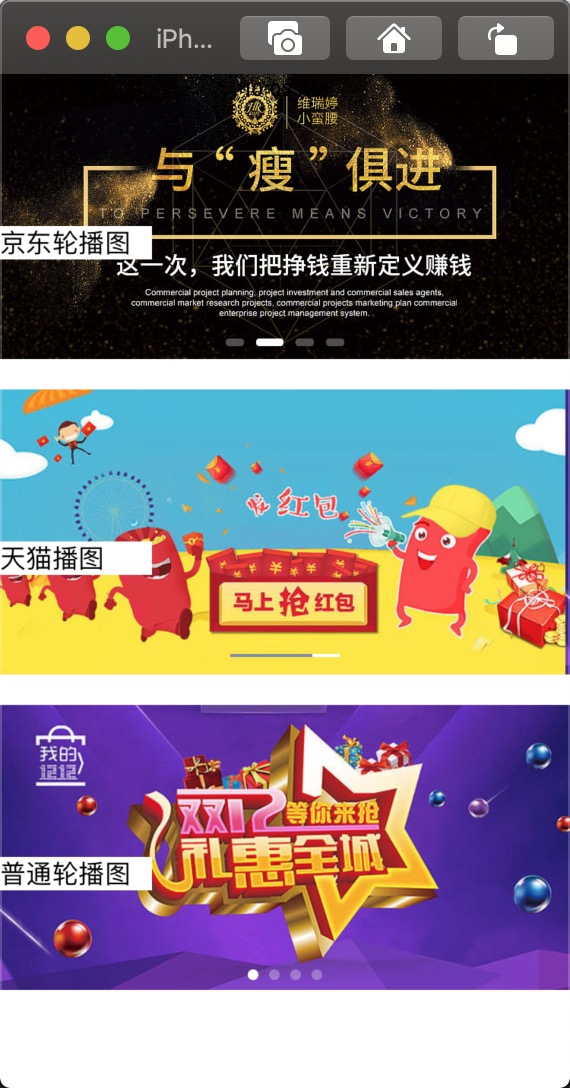 iPh...
维瑞婷
小蛮腰
与“瘦”俱进
TO PERSEVERE MEANS VICTORY
京东轮播图
这一次，我们把挣钱重新定义赚钱
Commercial project planning, project investment and commercial sales agents,
commercial market research projects, commercial projects marketing plan commercial
enterprise project management system.
发红包
天猫播图
马上抢红包
我的
1212
双12等你来抢
礼惠全城
普通轮播图